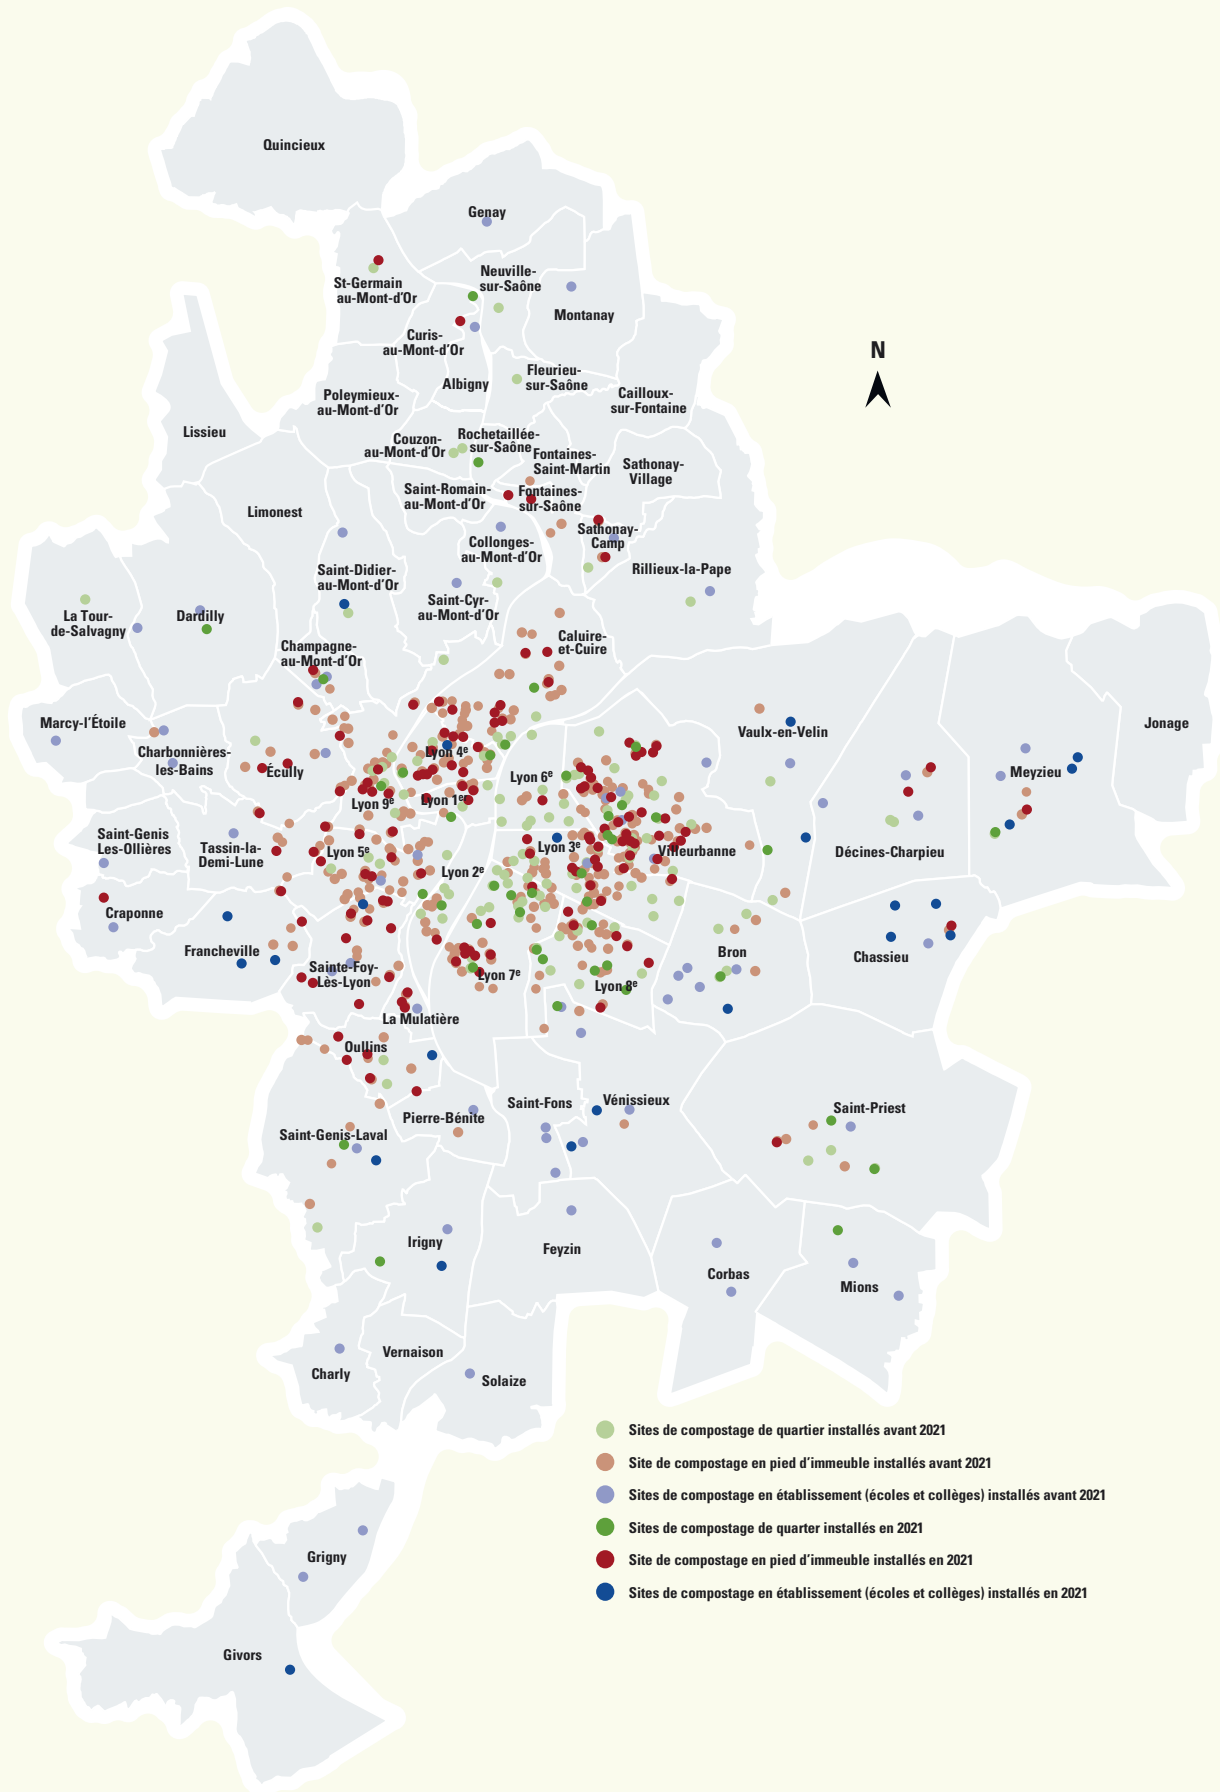 Quincieux
Genay
St-Germain
au-Mont-d'Or
Neuville-
sur-Saône
Montanay
Curis-
au-Mont-d'Or
N
Albigny
Fleurieu-
sur-Saône
Poleymieux-
au-Mont-d'Or
Cailloux-
sur-Fontaine
Lissieu
Couzon-
au-Mont-d'Or
Rochetaillée-
sur-Saône
Fontaines-
Saint-Martin
Sathonay-
Village
Saint-Romain-
au-Mont-d'Or
Fontaines-
sur-Saône
Limonest
Collonges-
au-Mont-d'Or
Sathonay-
Camp
Rillieux-la-Pape
Saint-Didier-
au-Mont-d'Or
Saint-Cyr-
au-Mont-d'Or
La Tour-
de-Salvagny
Dardilly
Caluire-
et-Cuire
Champagne-
au-Mont-d'Or
Marcy-l'Étoile
Charbonnières-
les-Bains
Écully
Lyon 4e
Vaulx-en-Velin
Jonage
Meyzieu
Lyon 6e
Lyon 9e
Lyon 1er
Saint-Genis
Les-Ollières
Tassin-la-
Demi-Lune
Lyon 5e
Lyon 3e
Villeurbanne
Décines-Charpieu
Lyon 2e
Craponne
Francheville
Sainte-Foy-
Lès-Lyon
Lyon 7e
Lyon 8e
Bron
Chassieu
La Mulatière
Oullins
Pierre-Bénite
Saint-Fons
Vénissieux
Saint-Priest
Saint-Genis-Laval
Irigny
Feyzin
Corbas
Mions
Charly
Vernaison
Solaize
Sites de compostage de quartier installés avant 2021
Site de compostage en pied d'immeuble installés avant 2021
Sites de compostage en établissement (écoles et collèges) installés avant 2021
Sites de compostage de quarter installés en 2021
Site de compostage en pied d'immeuble installés en 2021
Sites de compostage en établissement (écoles et collèges) installés en 2021
Grigny
Givors